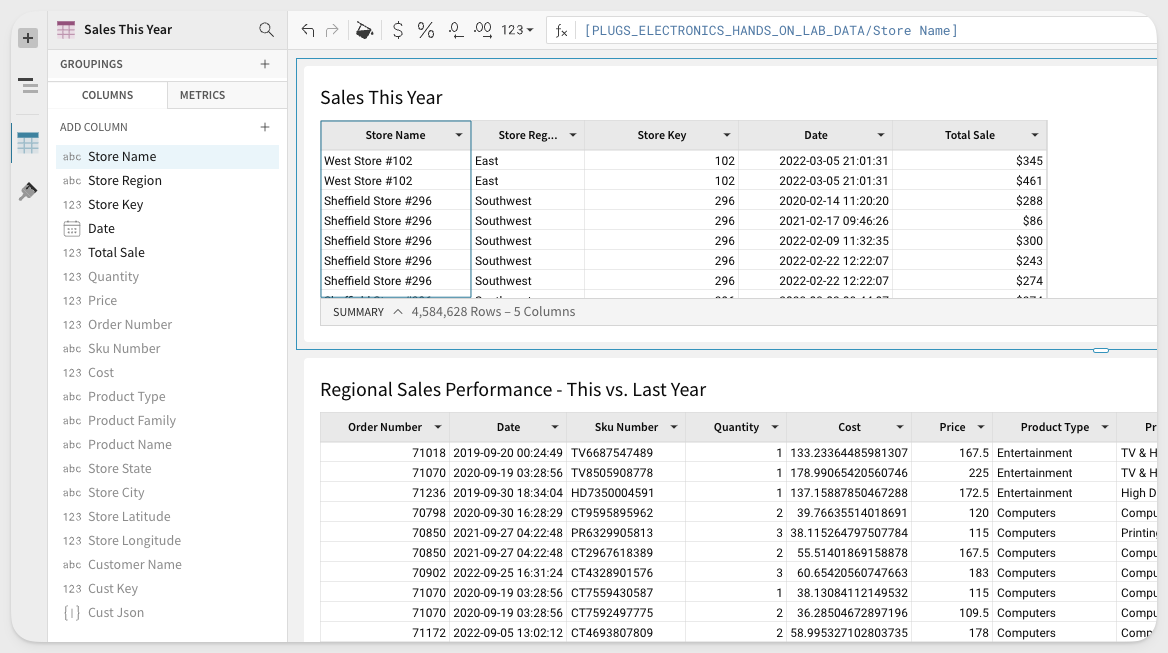 Sales This Year
GROUPINGS
COLUMNS METRICS
ADD COLUMN
abc Store Name
abc Store Region
123 Store Key
Date
123 Total Sale
123 Quantity
123 Price
abc Order Number
abc Sku Number
123 Cost
abc Product Type
abc Product Family
abc Product Name
abc Store State
abc Store City
123 Store Latitude
123 Store Longitude
abc Customer Name
123 Cust Key
Cust Json
$ % .0 .00 123 fx [PLUGS_ELECTRONICS_HANDS_ON_LAB_DATA/Store Name]
Sales This Year
Store Name Store Reg... Store Key Date Total Sale
West Store #102 East 102 2022-03-05 21:01:31 $345
West Store #102 East 102 2022-03-05 21:01:31 $461
Sheffield Store #296 Southwest 296 2020-02-14 11:20:20 $288
Sheffield Store #296 Southwest 296 2021-02-17 09:46:26 $86
Sheffield Store #296 Southwest 296 2022-02-09 11:32:35 $300
Sheffield Store #296 Southwest 296 2022-02-22 12:22:07 $243
Sheffield Store #296 Southwest 296 2022-02-22 12:22:07 $274
SUMMARY 4,584,628 Rows – 5 Columns
Regional Sales Performance - This vs. Last Year
Order Number Date Sku Number Quantity Cost Price Product Type Pr
71018 2019-09-20 00:24:49 TV6687547489 1 133.23364485981307 167.5 Entertainment TV & H
71070 2020-09-19 03:28:56 TV8505908778 1 178.99065420560746 225 Entertainment TV & H
71236 2019-09-30 18:34:04 HD7350004591 1 137.15887850467288 172.5 Entertainment High D
70798 2020-09-30 16:28:29 CT9595895962 2 39.76635514018691 120 Computers Compu
70850 2021-09-27 04:22:48 PR6329905813 3 38.115264797507784 115 Computers Printing
70850 2021-09-27 04:22:48 CT2967618389 2 55.51401869158878 167.5 Computers Compu
70902 2022-09-25 16:31:24 CT4328901576 3 60.65420560747663 183 Computers Compu
71070 2020-09-19 03:28:56 CT7559430587 1 38.13084112149532 115 Computers Compu
71070 2020-09-19 03:28:56 CT7592497775 2 36.28504672897196 109.5 Computers Compu
71172 2022-09-05 13:02:12 CT4693807809 2 58.995327102803735 178 Computers Compu